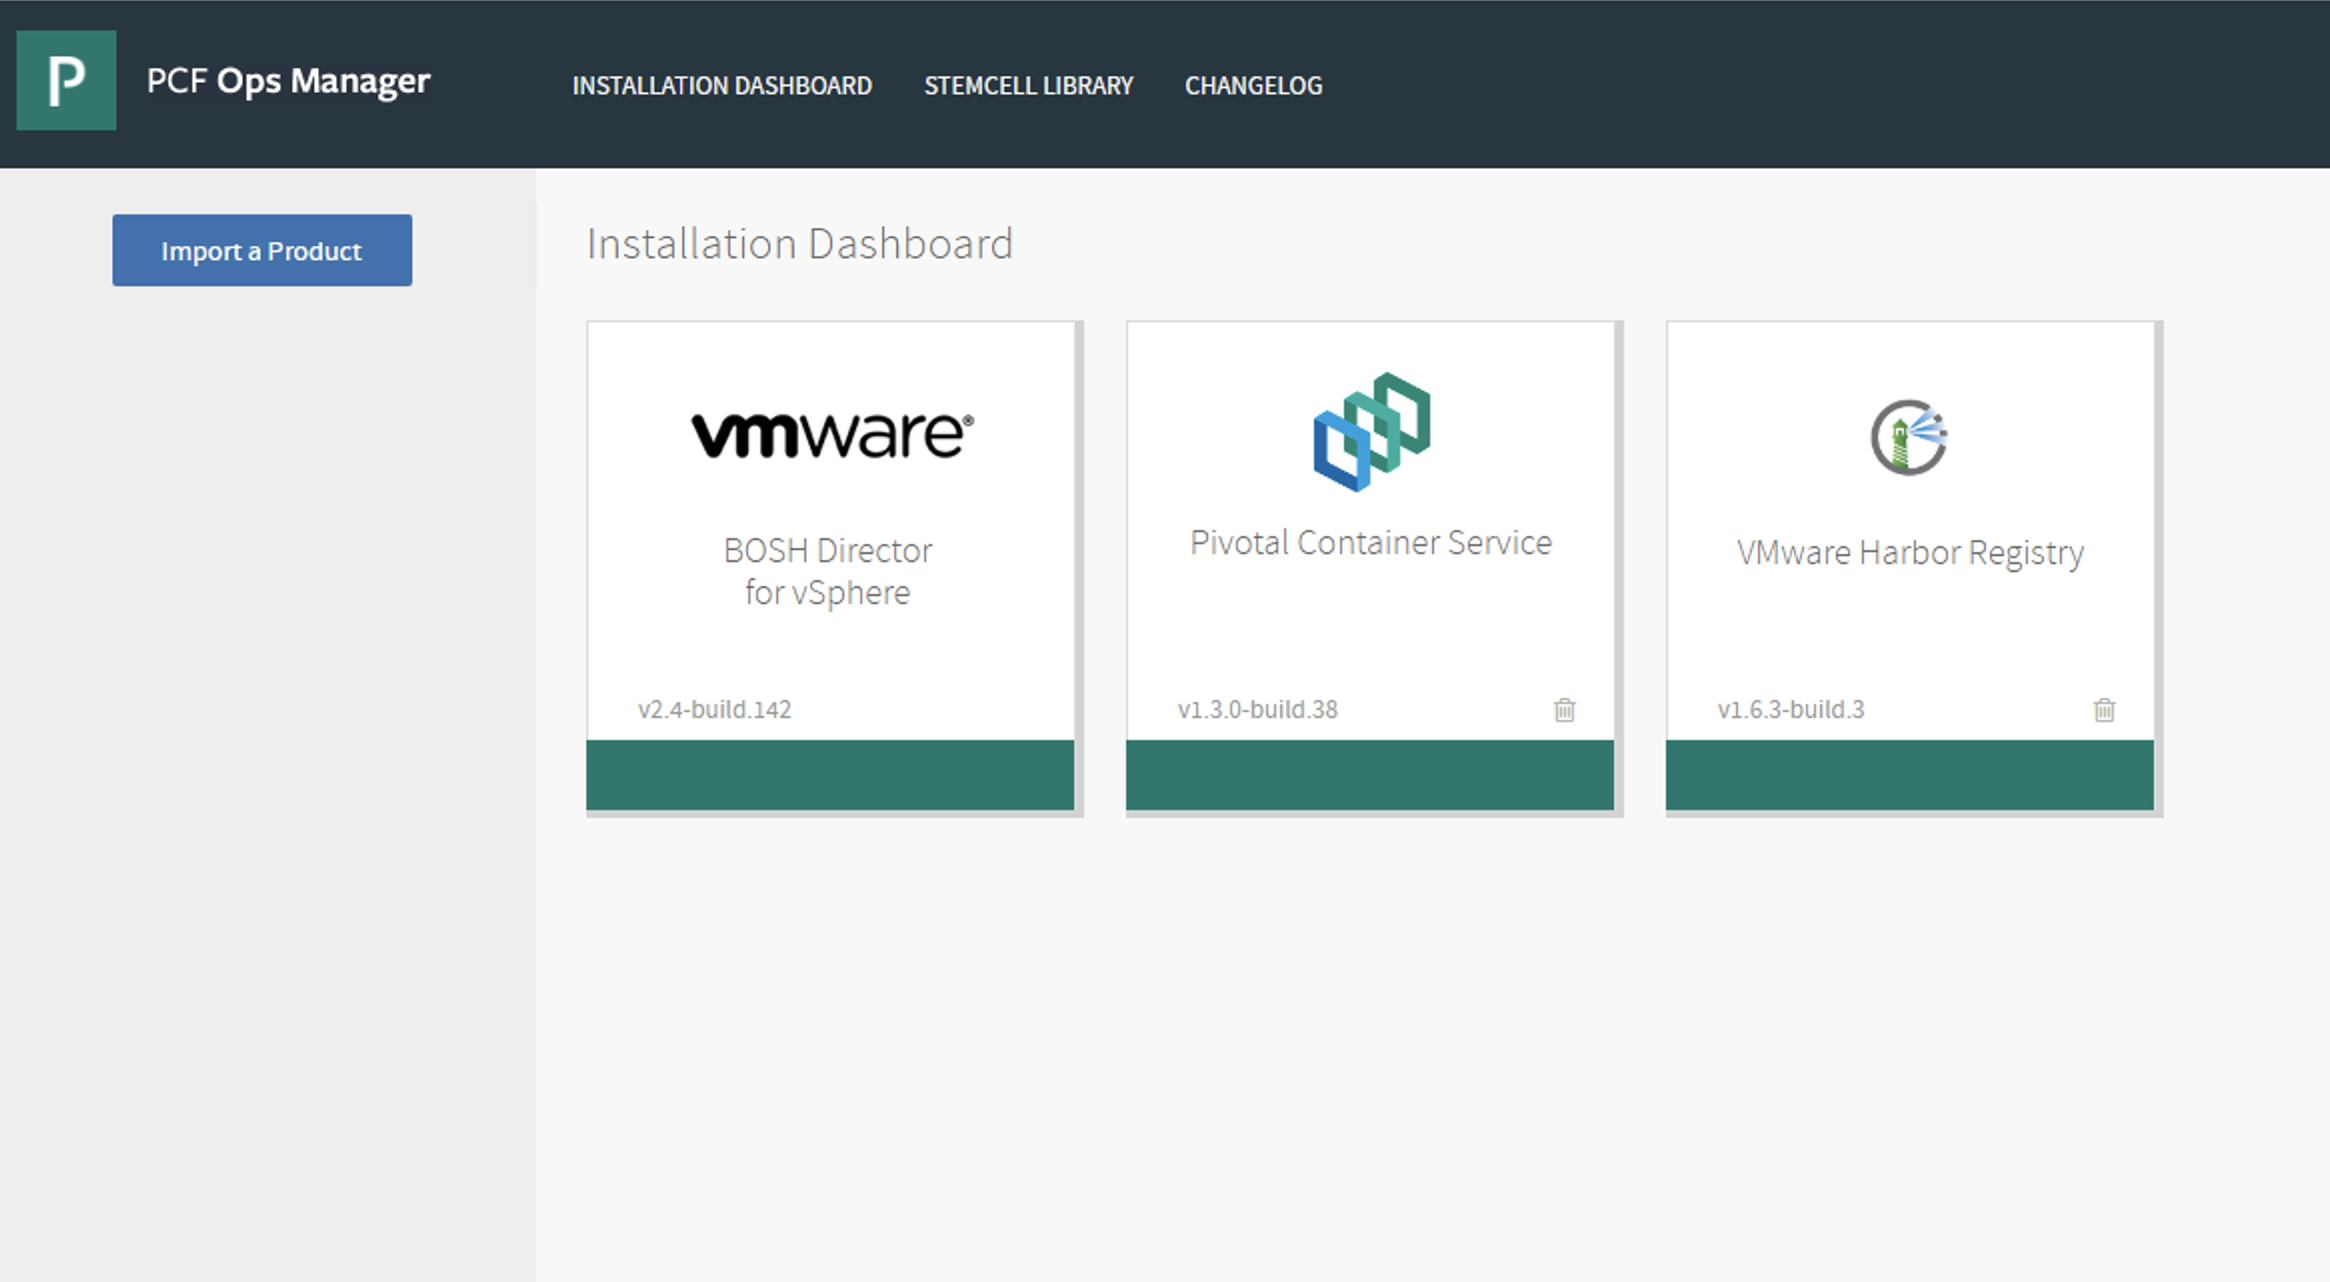 P
PCF Ops Manager
INSTALLATION DASHBOARD
STEMCELL LIBRARY
CHANGELOG
Import a Product
Installation Dashboard
vmware®
BOSH Director
for vSphere
v2.4-build.142
Pivotal Container Service
v1.3.0-build.38
VMware Harbor Registry
v1.6.3-build.3